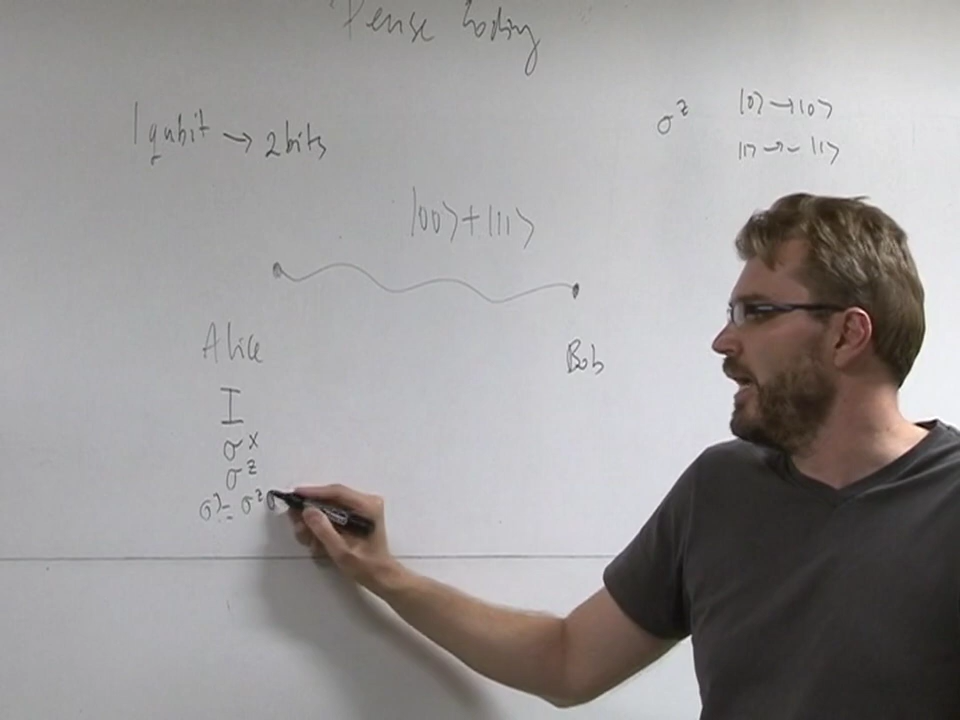 Dense Coding
1 qubit → 2 bits
σ^z |0⟩ → |0⟩
|1⟩ → -|1⟩
|00⟩ + |11⟩
Alice
Bob
I
σ^x
σ^z
σ^y = σ^z σ